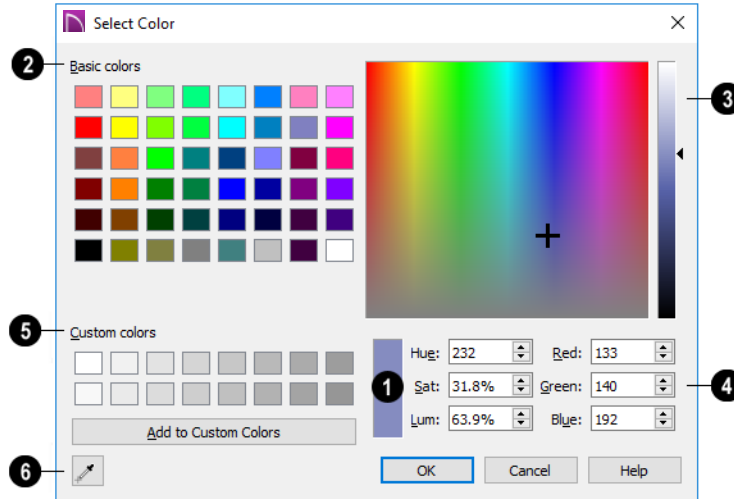 Select Color
2
Basic colors
3
5
Custom colors
1
Hue: 232
Red: 133
Sat: 31.8%
Green: 140
4
Lum: 63.9%
Blue: 192
Add to Custom Colors
6
OK
Cancel
Help